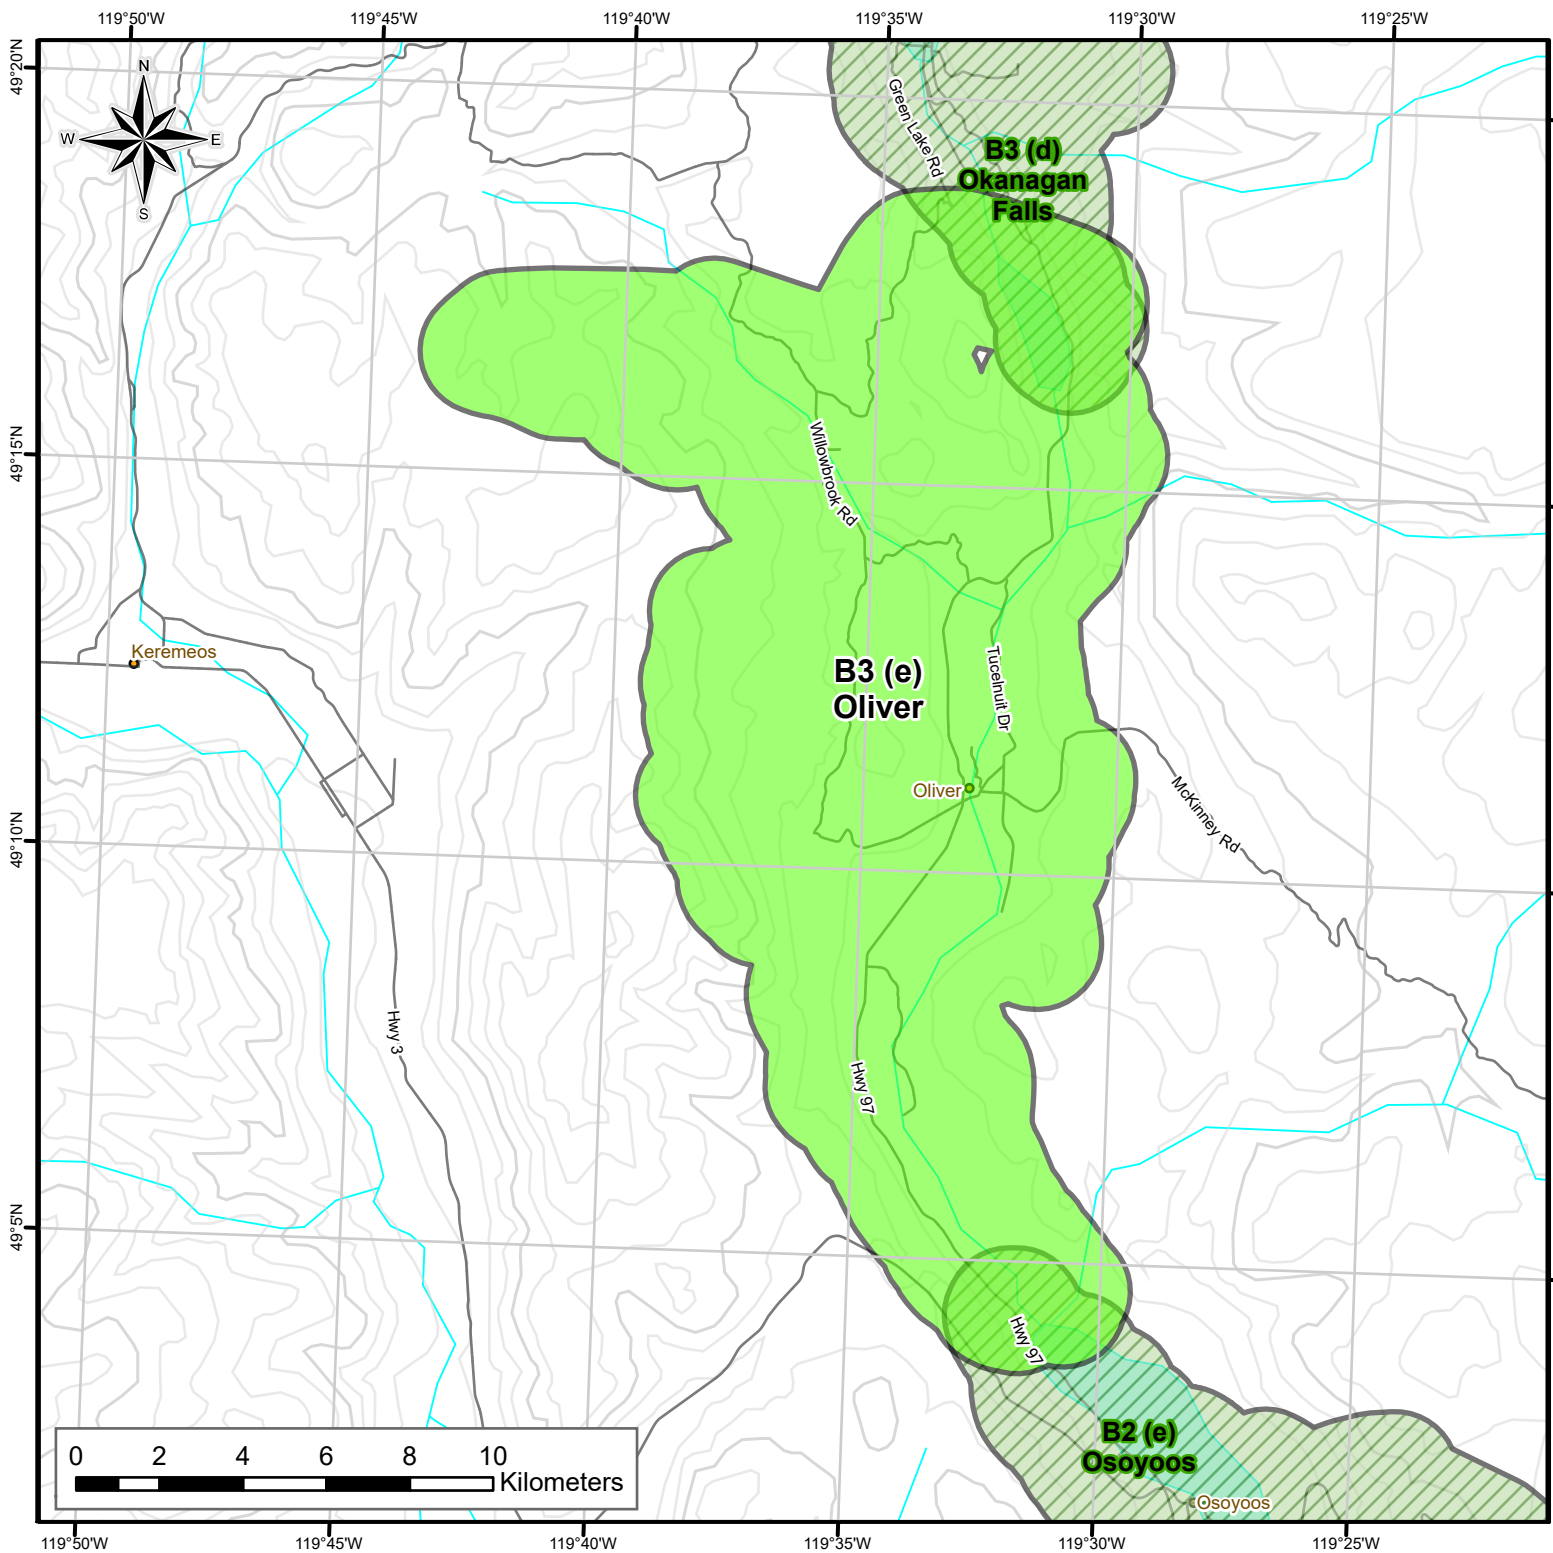 119°50'W 119°45'W 119°40'W 119°35'W 119°30'W 119°25'W
49°20'N
N
W E
S
Green Lake Rd
B3 (d)
Okanagan
Falls
49°15'N
Willowbrook Rd
Keremeos
B3 (e)
Oliver
Tucelnuit Dr
Oliver
McKinney Rd
49°10'N
Hwy 3
Hwy 97
49°5'N
Hwy 97
B2 (e)
Osoyoos
Osoyoos
0 2 4 6 8 10
Kilometers
119°50'W 119°45'W 119°40'W 119°35'W 119°30'W 119°25'W